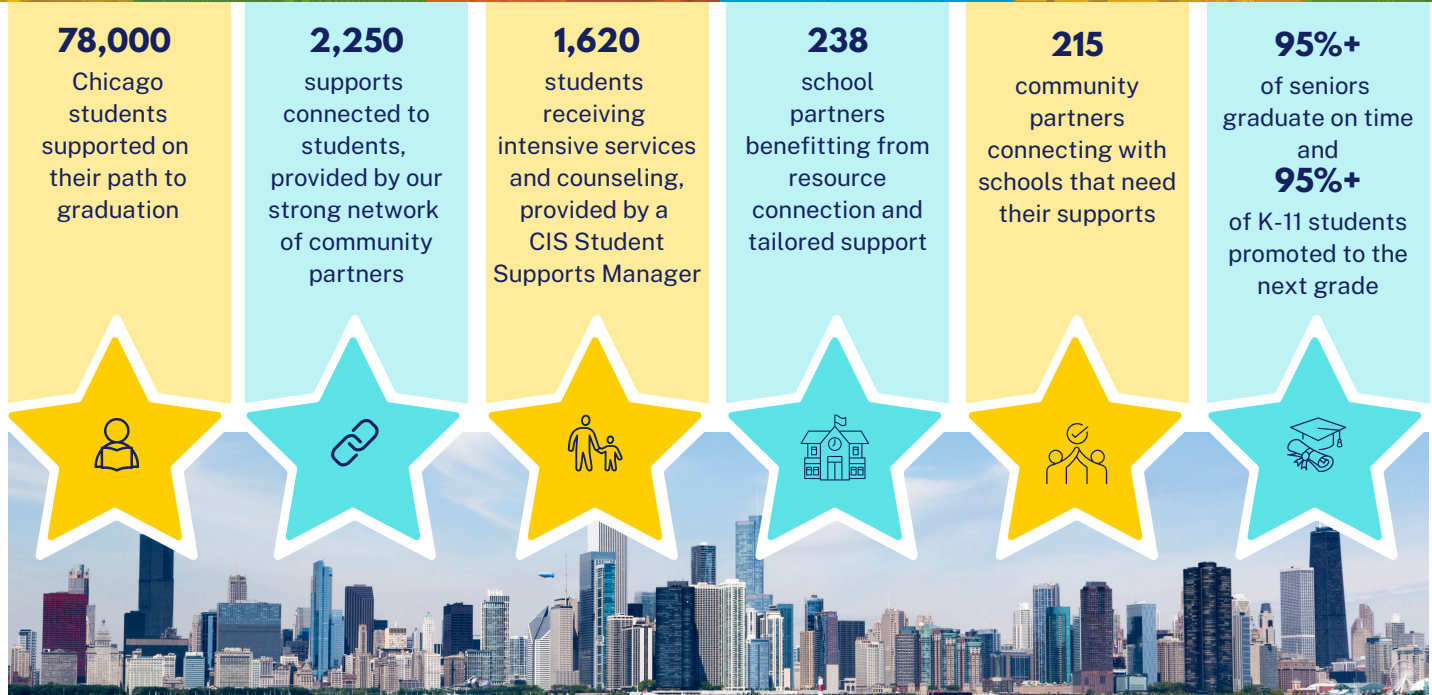 78,000
Chicago
students
supported on
their path to
graduation
2,250
supports
connected to
students,
provided by our
strong network
of community
partners
1,620
students
receiving
intensive services
and counseling,
provided by a
CIS Student
Supports Manager
238
school
partners
benefitting from
resource
connection and
tailored support
215
community
partners
connecting with
schools that need
their supports
95%+
of seniors
graduate on time
and
95%+
of K-11 students
promoted to the
next grade